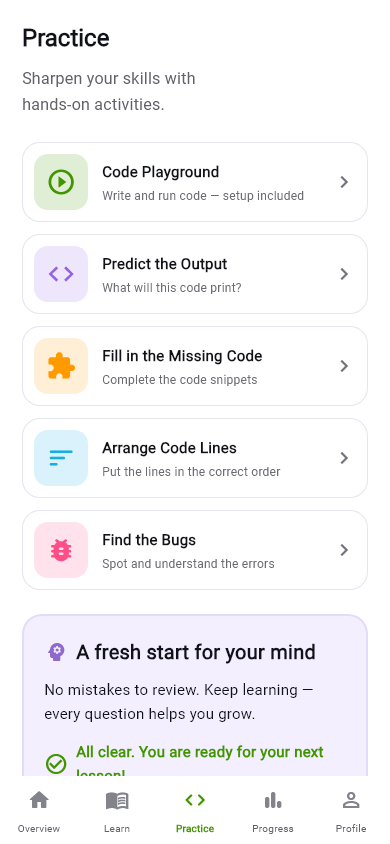 Practice
Sharpen your skills with
hands-on activities.
Code Playground
Write and run code — setup included
Predict the Output
What will this code print?
Fill in the Missing Code
Complete the code snippets
Arrange Code Lines
Put the lines in the correct order
Find the Bugs
Spot and understand the errors
A fresh start for your mind
No mistakes to review. Keep learning —
every question helps you grow.
All clear. You are ready for your next
lesson!
Overview
Learn
Practice
Progress
Profile